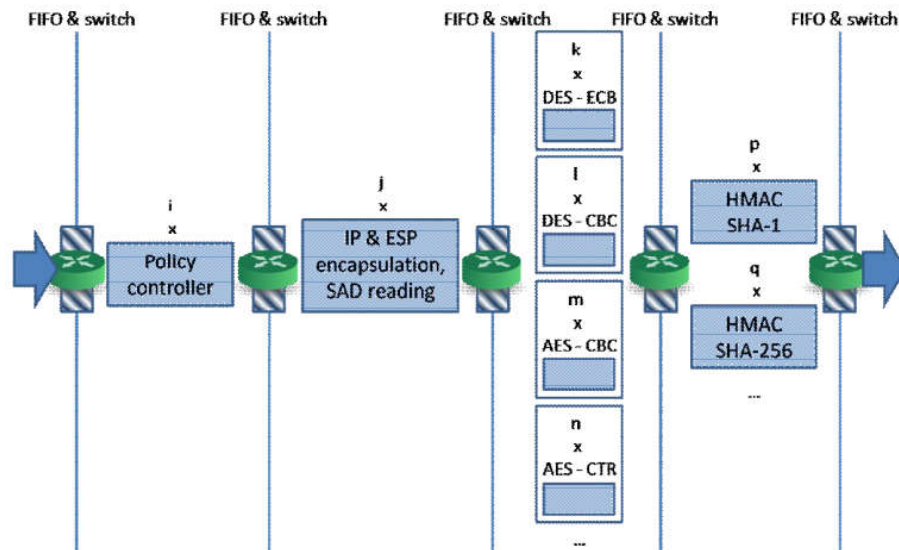 FIFO & switch
FIFO & switch
FIFO & switch
FIFO & switch
FIFO & switch
i
x
Policy
controller
j
x
IP & ESP
encapsulation,
SAD reading
k
x
DES - ECB
l
x
DES - CBC
m
x
AES - CBC
n
x
AES - CTR
...
p
x
HMAC
SHA-1
q
x
HMAC
SHA-256
...